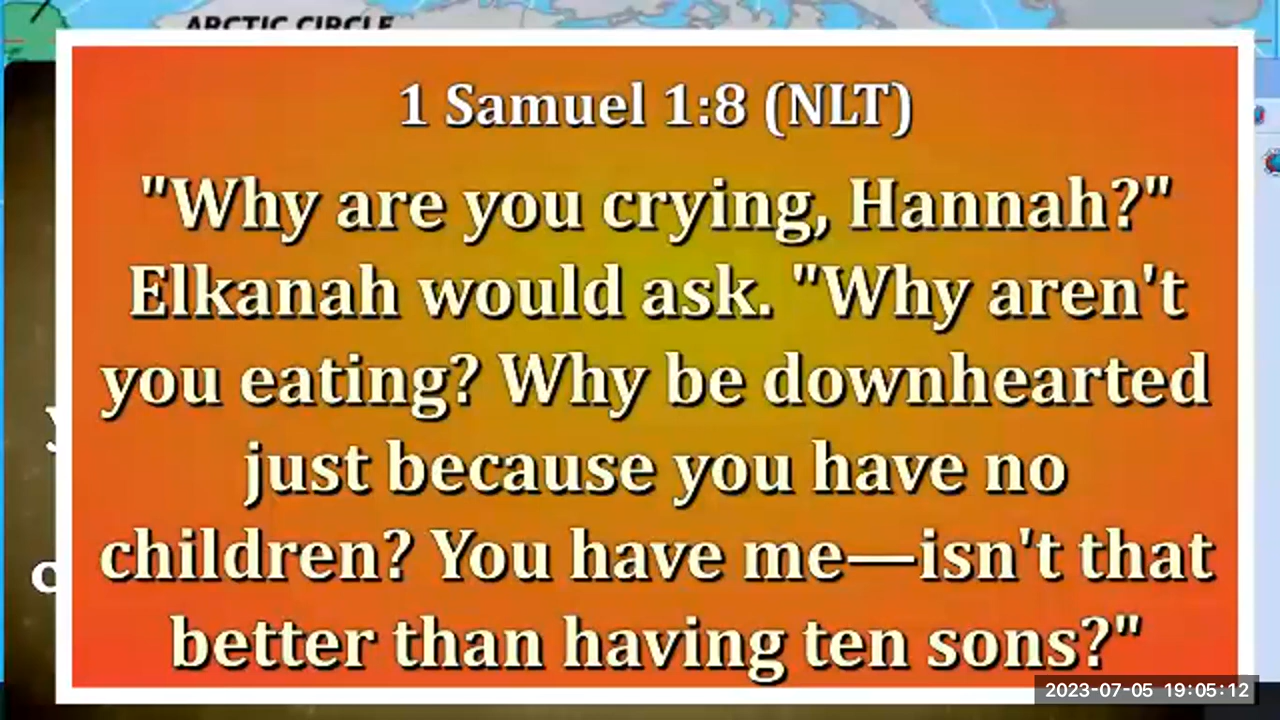 ARCTIC CIRCLE
1 Samuel 1:8 (NLT)
"Why are you crying, Hannah?"
Elkanah would ask. "Why aren't
you eating? Why be downhearted
just because you have no
children? You have me—isn't that
better than having ten sons?"
2023-07-05 19:05:12